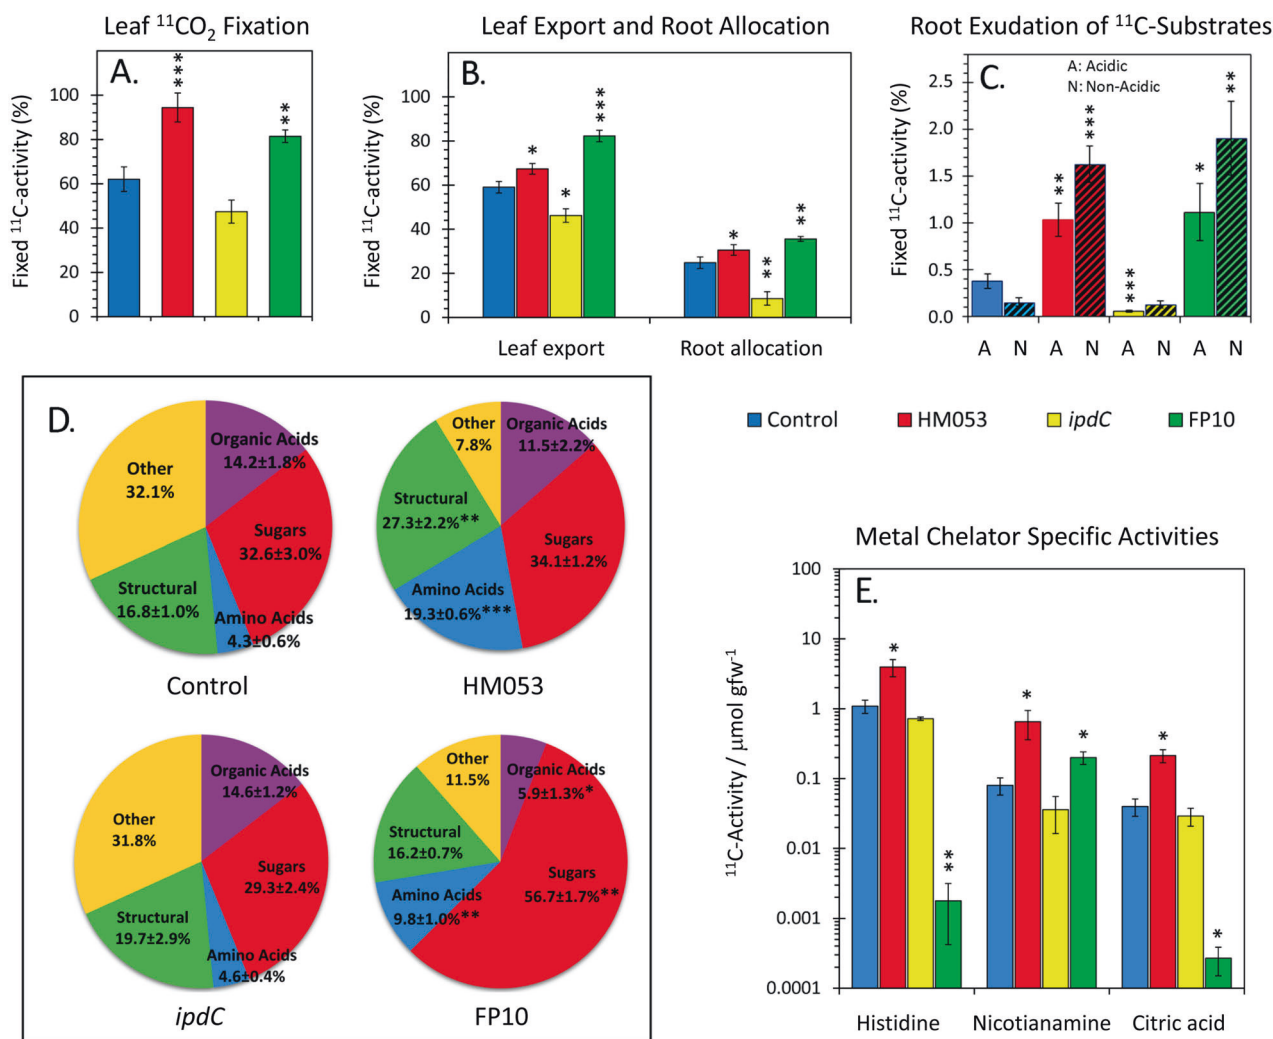 Leaf ¹¹CO₂ Fixation
A.
***
**
Fixed ¹¹C-activity (%)
100
80
60
40
20
0
Leaf Export and Root Allocation
B.
*
*
***
*
**
**
Fixed ¹¹C-activity (%)
100
80
60
40
20
0
Leaf export
Root allocation
Root Exudation of ¹¹C-Substrates
C.
A: Acidic
N: Non-Acidic
**
***
***
*
**
Fixed ¹¹C-activity (%)
2.5
2.0
1.5
1.0
0.5
0.0
A N A N A N A N
Control HM053 ipdC FP10
D.
Organic Acids
14.2±1.8%
Sugars
32.6±3.0%
Amino Acids
4.3±0.6%
Structural
16.8±1.0%
Other
32.1%
Control
Organic Acids
11.5±2.2%
Sugars
34.1±1.2%
Amino Acids
19.3±0.6%***
Structural
27.3±2.2%**
Other
7.8%
HM053
Organic Acids
14.6±1.2%
Sugars
29.3±2.4%
Amino Acids
4.6±0.4%
Structural
19.7±2.9%
Other
31.8%
ipdC
Organic Acids
5.9±1.3%*
Sugars
56.7±1.7%**
Amino Acids
9.8±1.0%**
Structural
16.2±0.7%
Other
11.5%
FP10
Metal Chelator Specific Activities
E.
*
**
*
*
*
*
¹¹C-Activity / µmol gfw⁻¹
100
10
1
0.1
0.01
0.001
0.0001
Histidine
Nicotianamine
Citric acid